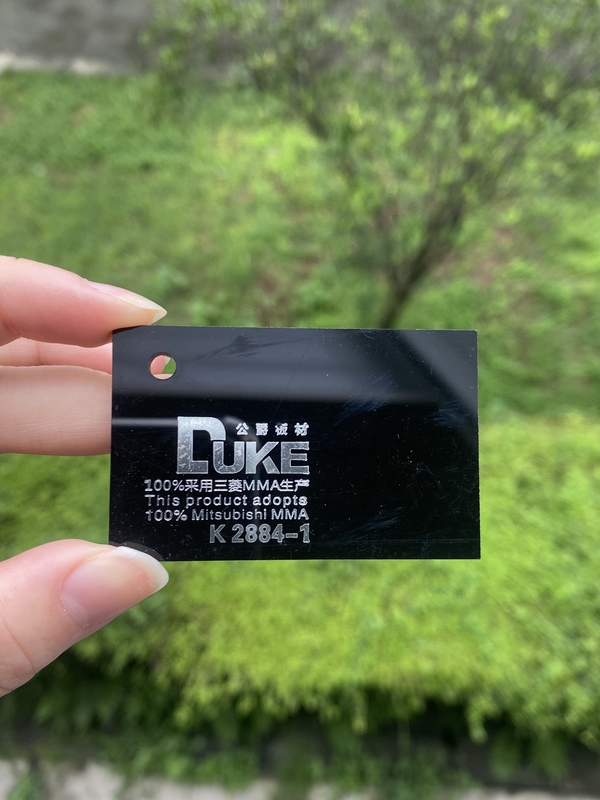 公爵板材
DUKE
100%采用三菱MMA生产
This product adopts
100% Mitsubishi MMA
K 2884-1